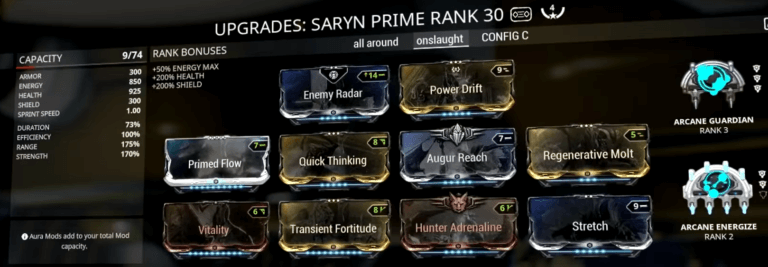 UPGRADES: SARYN PRIME RANK 30
4
all around onslaught CONFIG C
CAPACITY 9/74
ARMOR 300
ENERGY 850
HEALTH 925
SHIELD 300
SPRINT SPEED 1.00
DURATION 73%
EFFICIENCY 100%
RANGE 175%
STRENGTH 170%
Aura Mods add to your total Mod
capacity.
RANK BONUSES
+50% ENERGY MAX
+200% HEALTH
+200% SHIELD
14
Enemy Radar
9
Power Drift
7
Primed Flow
8
Quick Thinking
7
Augur Reach
5
Regenerative Molt
6
Vitality
8
Transient Fortitude
6
Hunter Adrenaline
9
Stretch
ARCANE GUARDIAN
RANK 3
ARCANE ENERGIZE
RANK 2